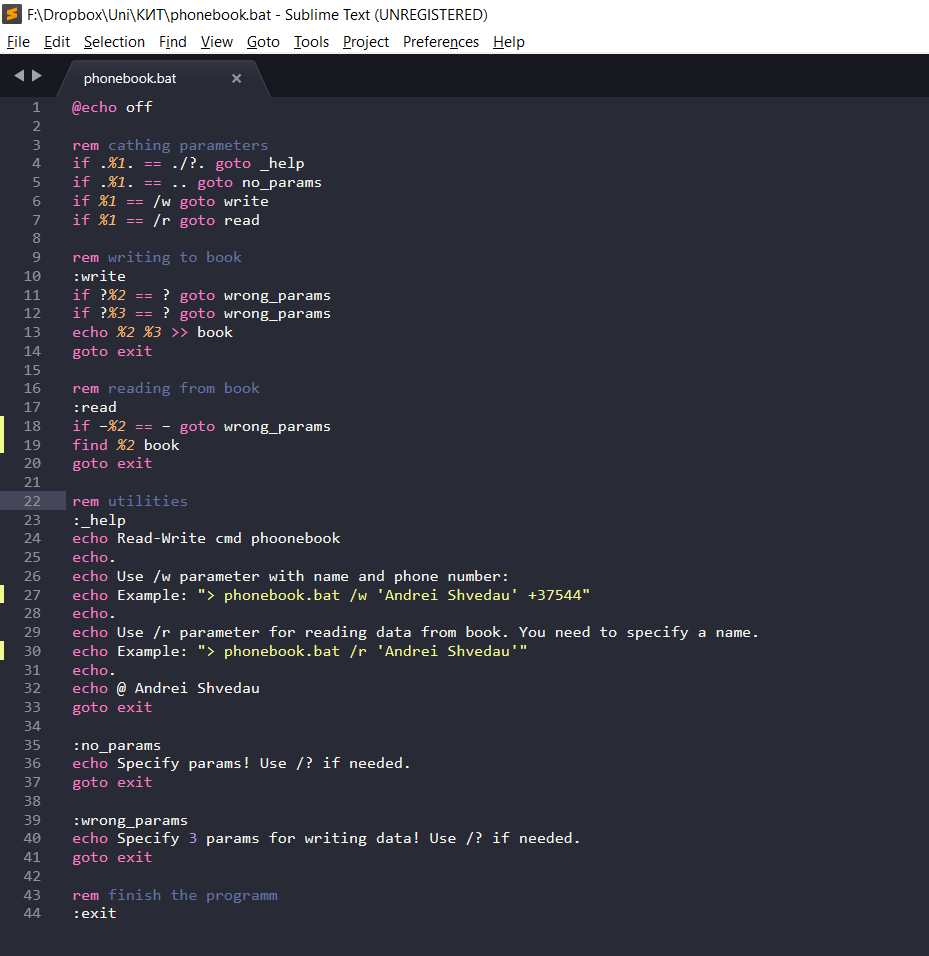 F:\Dropbox\Uni\КИТ\phonebook.bat - Sublime Text (UNREGISTERED)
File Edit Selection Find View Goto Tools Project Preferences Help
phonebook.bat
1 @echo off
2
3 rem cathing parameters
4 if .%1. == ./?. goto _help
5 if .%1. == .. goto no_params
6 if %1 == /w goto write
7 if %1 == /r goto read
8
9 rem writing to book
10 :write
11 if ?%2 == ? goto wrong_params
12 if ?%3 == ? goto wrong_params
13 echo %2 %3 >> book
14 goto exit
15
16 rem reading from book
17 :read
18 if -%2 == - goto wrong_params
19 find %2 book
20 goto exit
21
22 rem utilities
23 :_help
24 echo Read-Write cmd phoonebook
25 echo.
26 echo Use /w parameter with name and phone number:
27 echo Example: "> phonebook.bat /w 'Andrei Shvedau' +37544"
28 echo.
29 echo Use /r parameter for reading data from book. You need to specify a name.
30 echo Example: "> phonebook.bat /r 'Andrei Shvedau'"
31 echo.
32 echo @ Andrei Shvedau
33 goto exit
34
35 :no_params
36 echo Specify params! Use /? if needed.
37 goto exit
38
39 :wrong_params
40 echo Specify 3 params for writing data! Use /? if needed.
41 goto exit
42
43 rem finish the programm
44 :exit